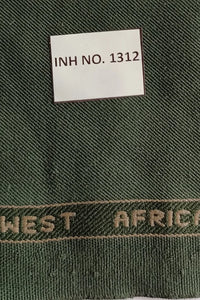 INH NO. 1312
WEST AFRICA